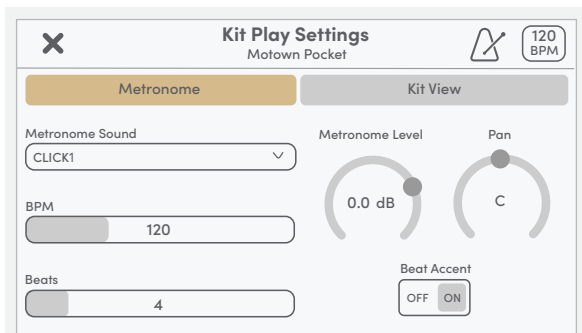 Kit Play Settings
Motown Pocket
120
BPM
Metronome
Kit View
Metronome Sound
CLICK1
Metronome Level
Pan
0.0 dB
C
BPM
120
Beats
4
Beat Accent
OFF ON